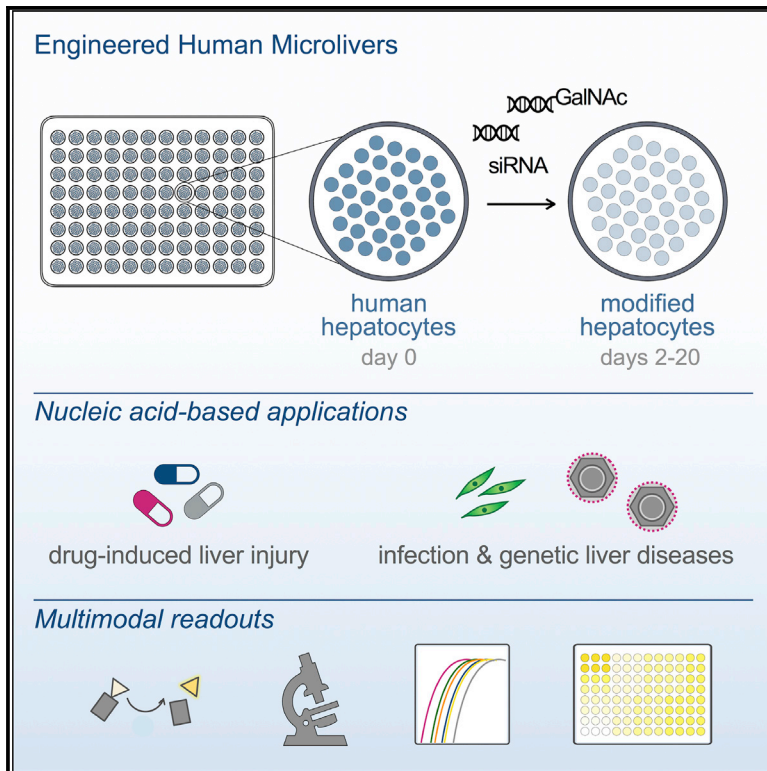 Engineered Human Microlivers
GalNAc
siRNA
human
hepatocytes
day 0
modified
hepatocytes
days 2-20
Nucleic acid-based applications
drug-induced liver injury
infection & genetic liver diseases
Multimodal readouts